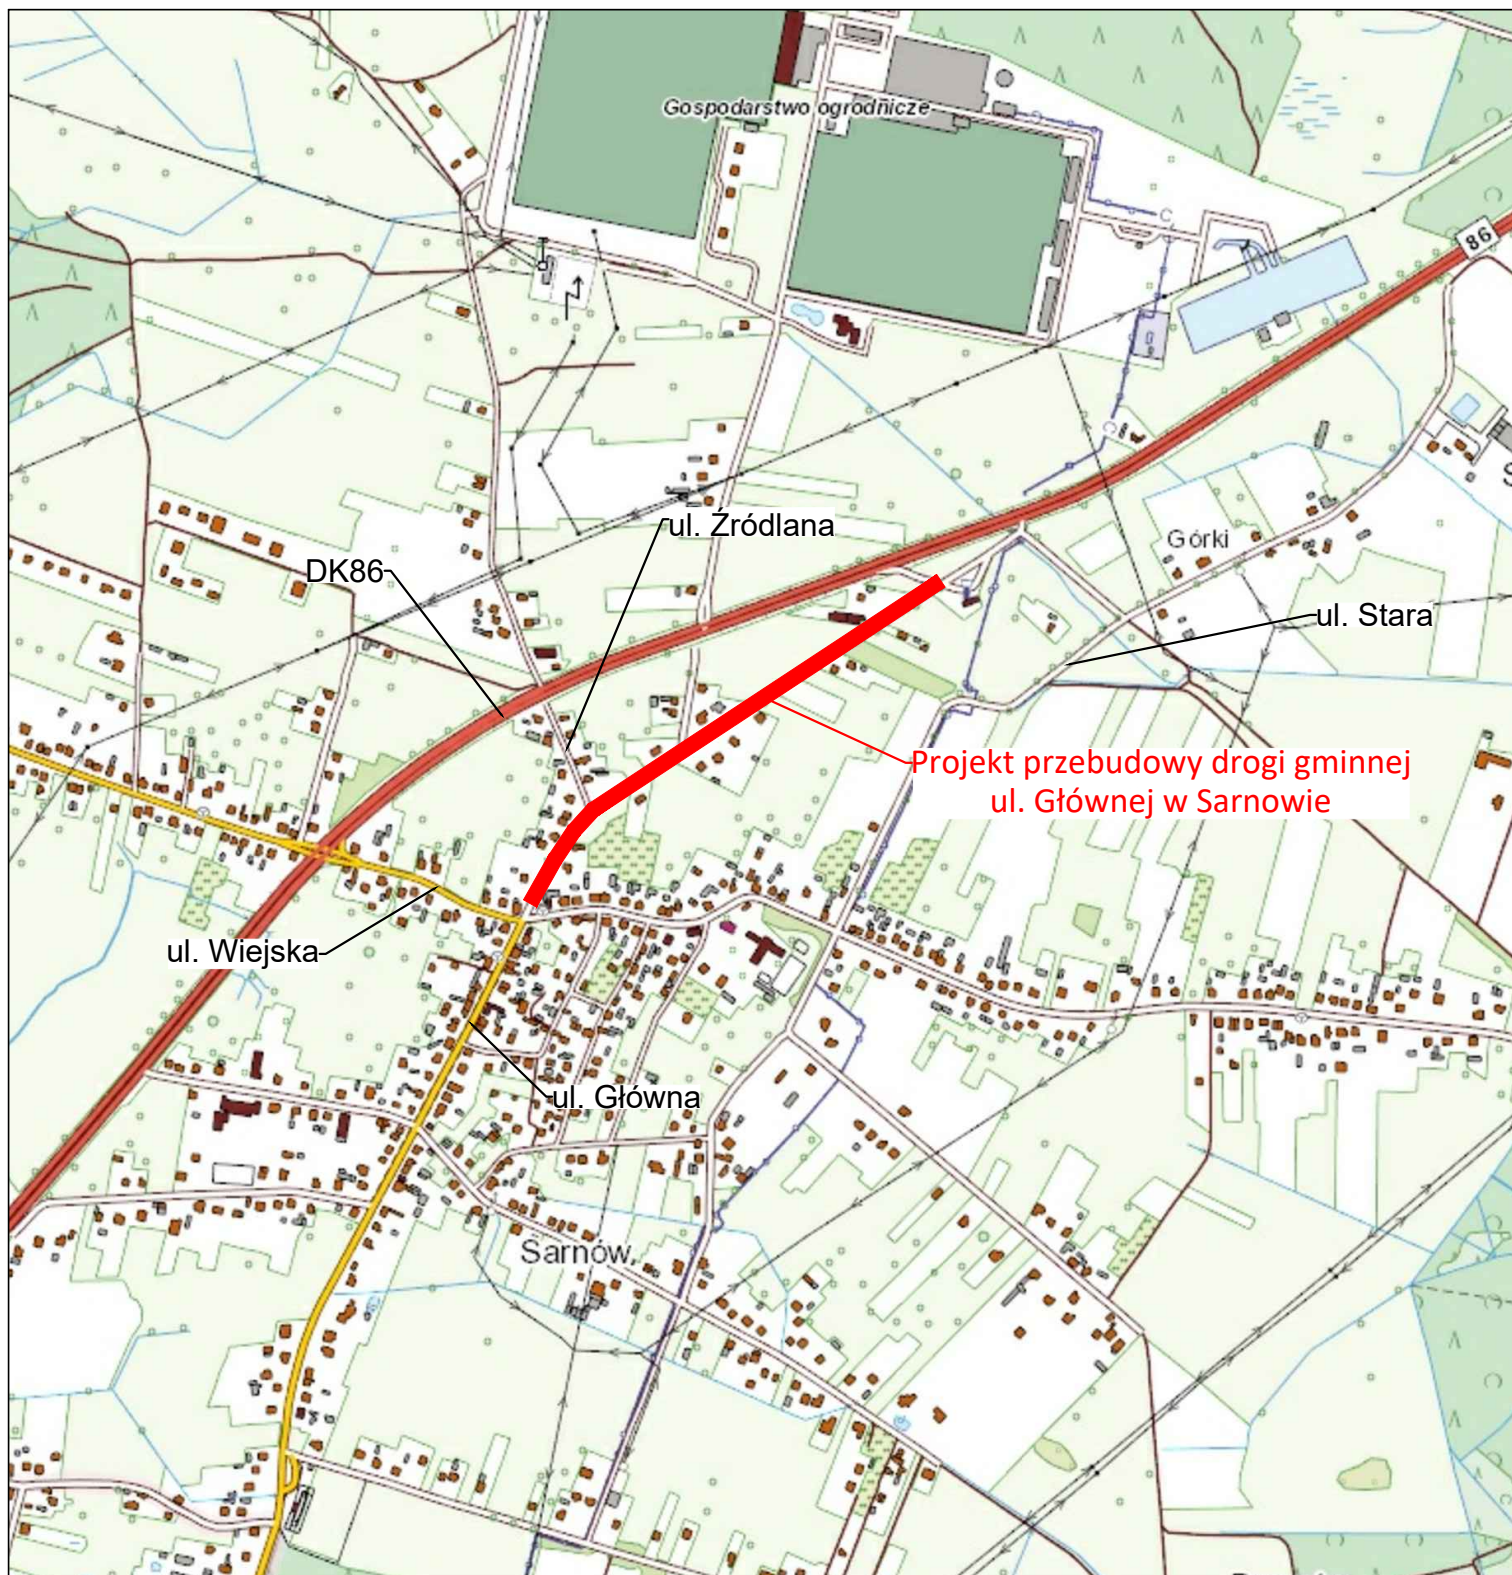 Gospodarstwo ogrodnicze
86
ul. Źródlana
Górki
DK86
ul. Stara
Projekt przebudowy drogi gminnej
ul. Głównej w Sarnowie
ul. Wiejska
ul. Główna
Sarnów